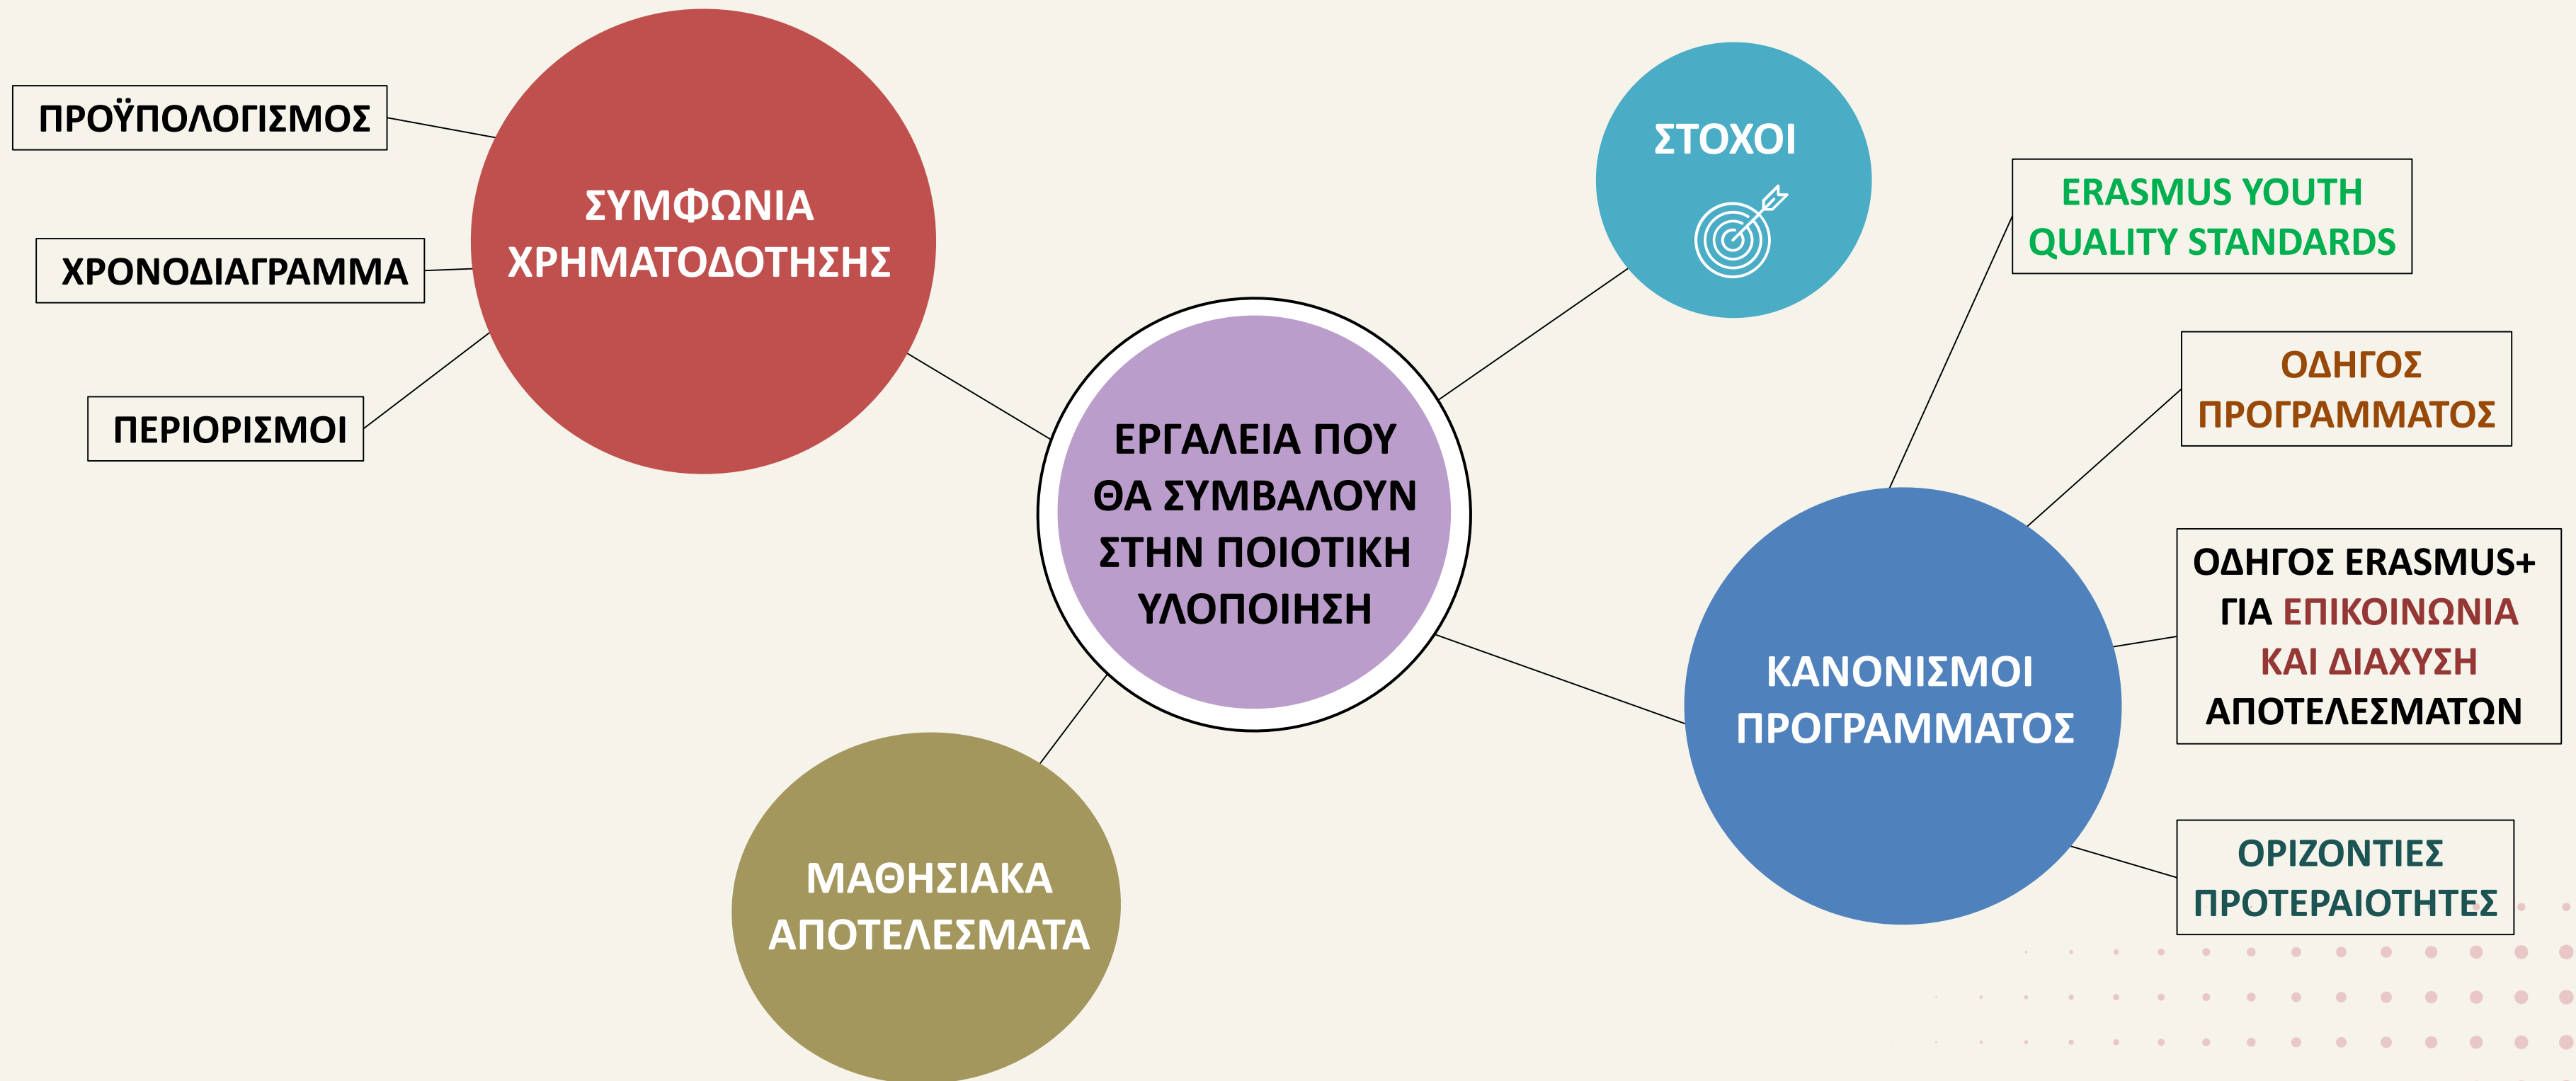 ΠΡΟΫΠΟΛΟΓΙΣΜΟΣ
ΧΡΟΝΟΔΙΑΓΡΑΜΜΑ
ΠΕΡΙΟΡΙΣΜΟΙ
ΣΥΜΦΩΝΙΑ
ΧΡΗΜΑΤΟΔΟΤΗΣΗΣ
ΣΤΟΧΟΙ
ΕΡΓΑΛΕΙΑ ΠΟΥ
ΘΑ ΣΥΜΒΑΛΟΥΝ
ΣΤΗΝ ΠΟΙΟΤΙΚΗ
ΥΛΟΠΟΙΗΣΗ
ΜΑΘΗΣΙΑΚΑ
ΑΠΟΤΕΛΕΣΜΑΤΑ
ΚΑΝΟΝΙΣΜΟΙ
ΠΡΟΓΡΑΜΜΑΤΟΣ
ERASMUS YOUTH
QUALITY STANDARDS
ΟΔΗΓΟΣ
ΠΡΟΓΡΑΜΜΑΤΟΣ
ΟΔΗΓΟΣ ERASMUS+
ΓΙΑ ΕΠΙΚΟΙΝΩΝΙΑ
ΚΑΙ ΔΙΑΧΥΣΗ
ΑΠΟΤΕΛΕΣΜΑΤΩΝ
ΟΡΙΖΟΝΤΙΕΣ
ΠΡΟΤΕΡΑΙΟΤΗΤΕΣ